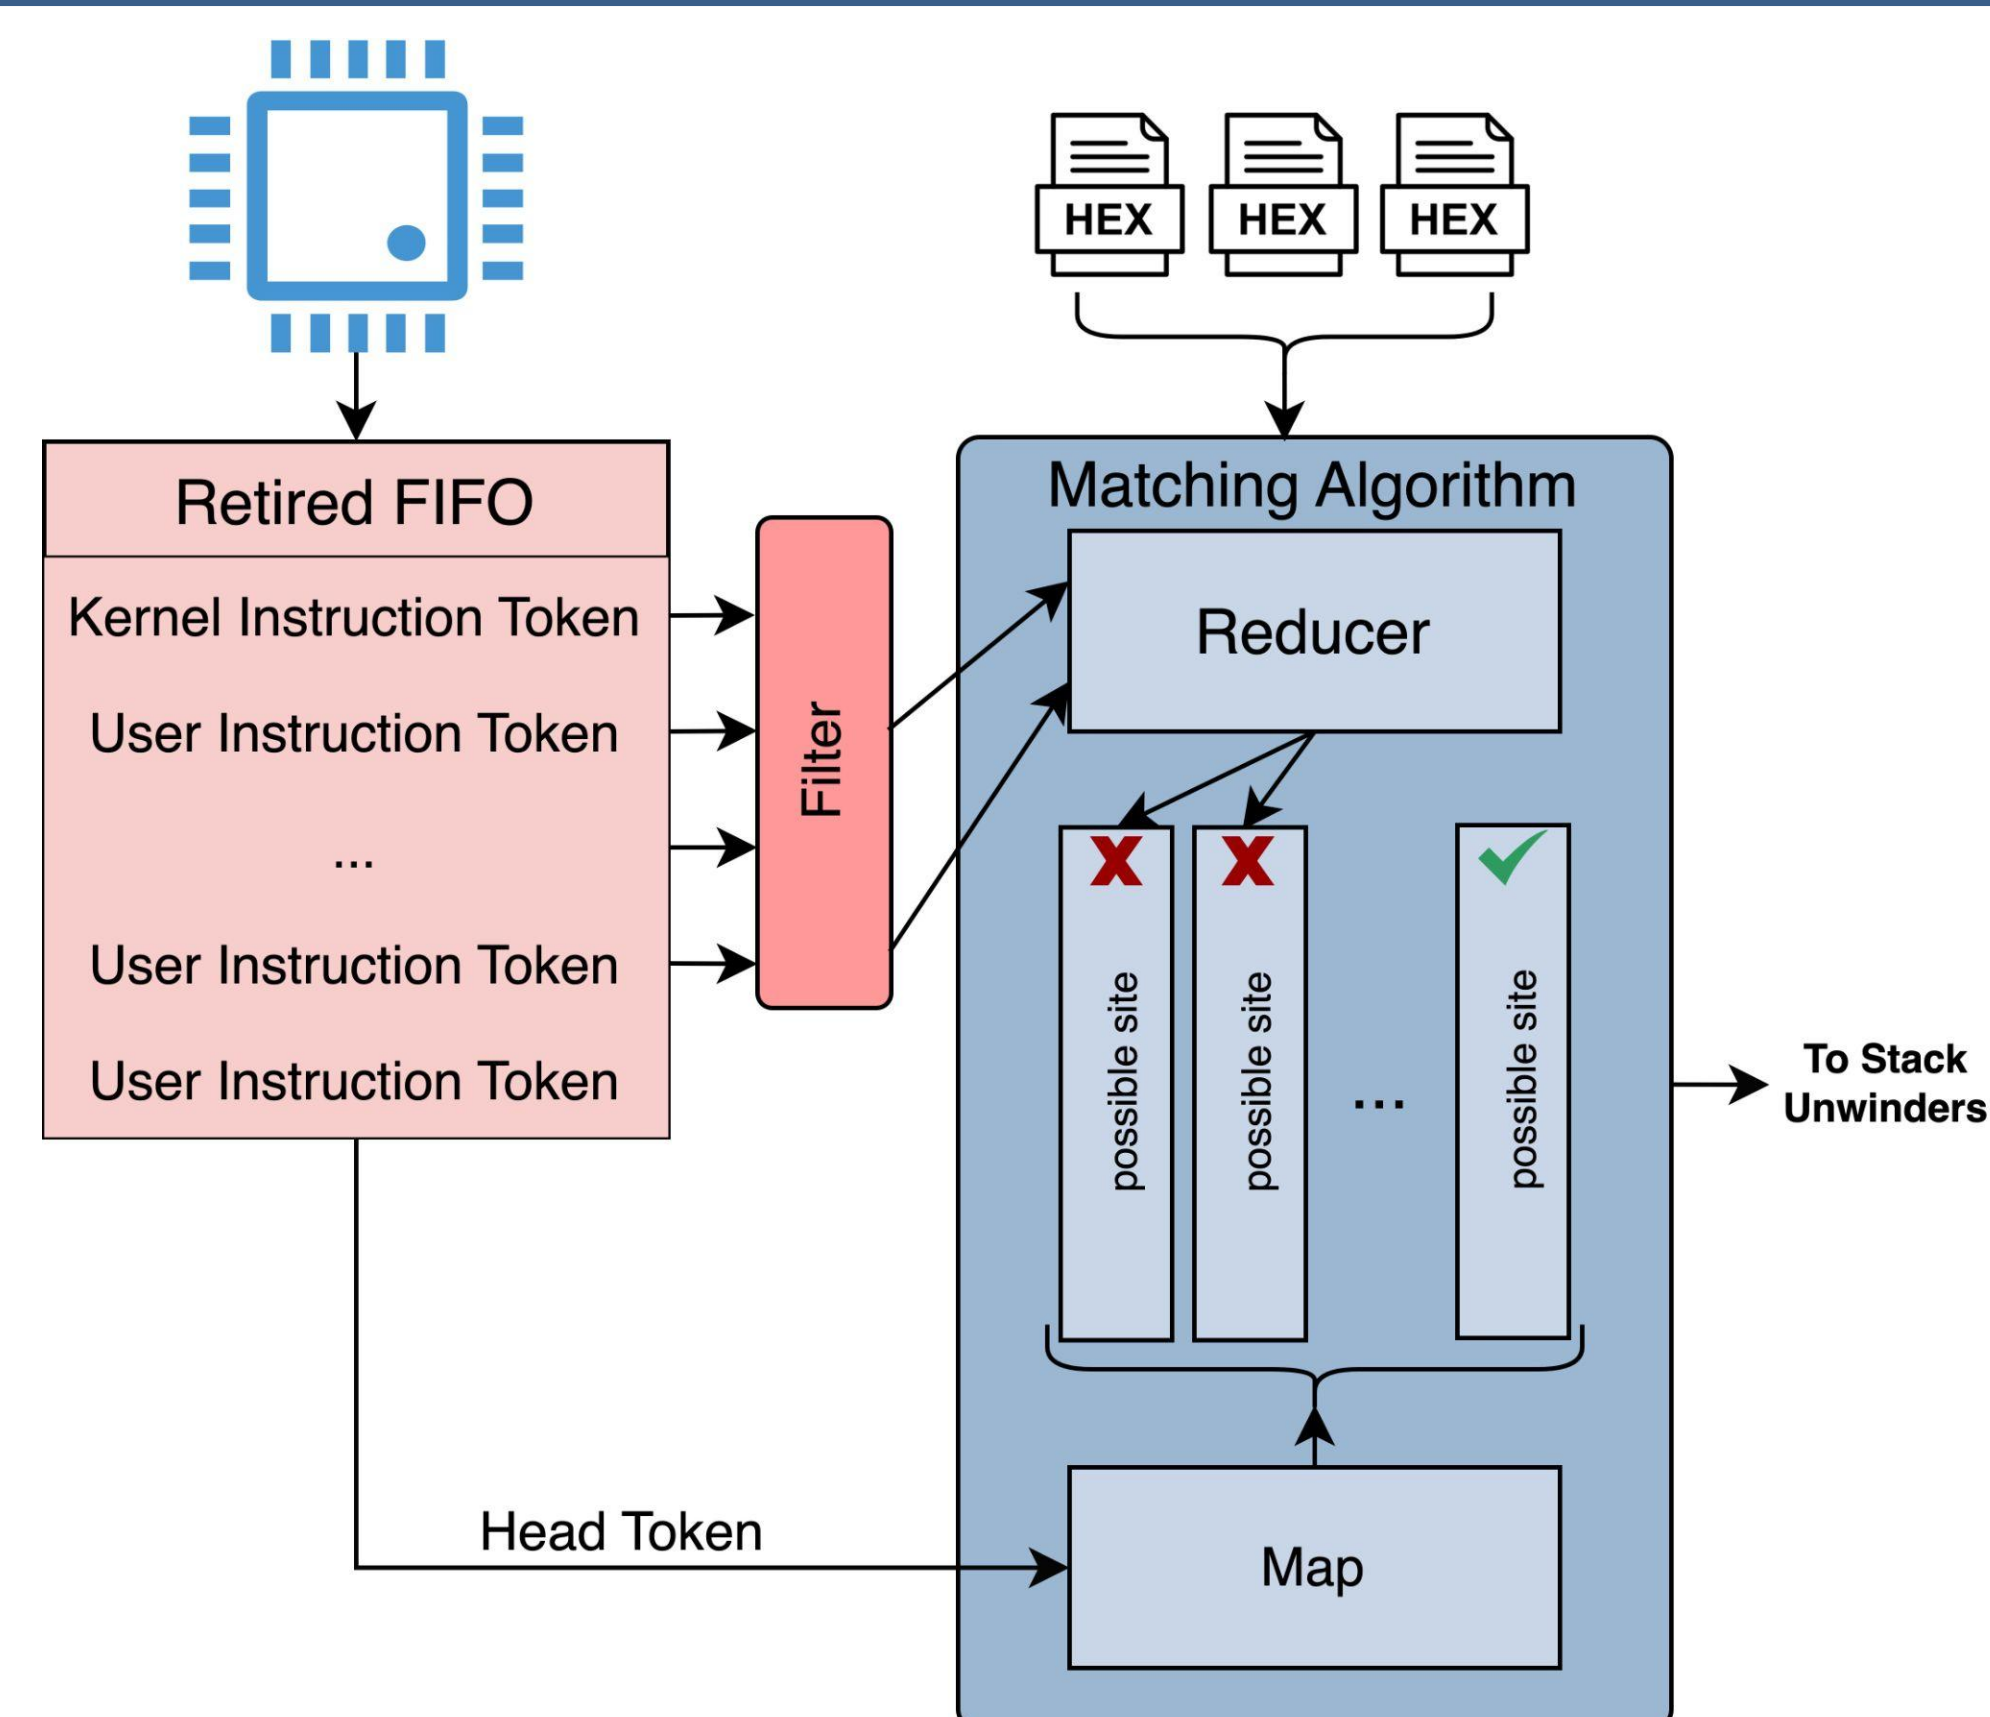 HEX
HEX
HEX
Retired FIFO
Kernel Instruction Token
User Instruction Token
...
User Instruction Token
User Instruction Token
Filter
Matching Algorithm
Reducer
possible site
possible site
...
possible site
To Stack
Unwinders
Head Token
Map